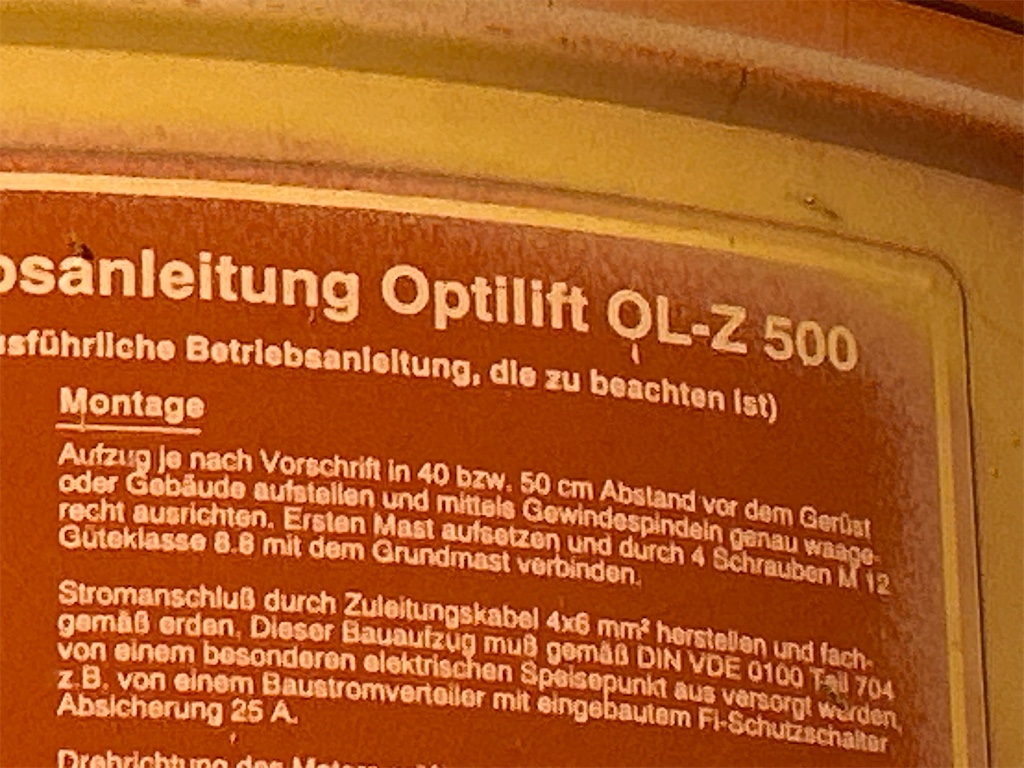 bsanleitung Optilift OL-Z 500
usführliche Betriebsanleitung, die zu beachten ist)
Montage
Aufzug je nach Vorschrift in 40 bzw. 50 cm Abstand vor dem Gerüst
oder Gebäude aufstellen und mittels Gewindespindeln genau waage-
recht ausrichten. Ersten Mast aufsetzen und durch 4 Schrauben M 12
Güteklasse 8.8 mit dem Grundmast verbinden.
Stromanschluß durch Zuleitungskabel 4x6 mm² herstellen und fach-
gemäß erden. Dieser Bauaufzug muß gemäß DIN VDE 0100 Teil 704
von einem besonderen elektrischen Speisepunkt aus versorgt werden,
z.B. von einem Baustromverteiler mit eingebautem Fi-Schutzschalter
Absicherung 25 A.
Drehrichtung des